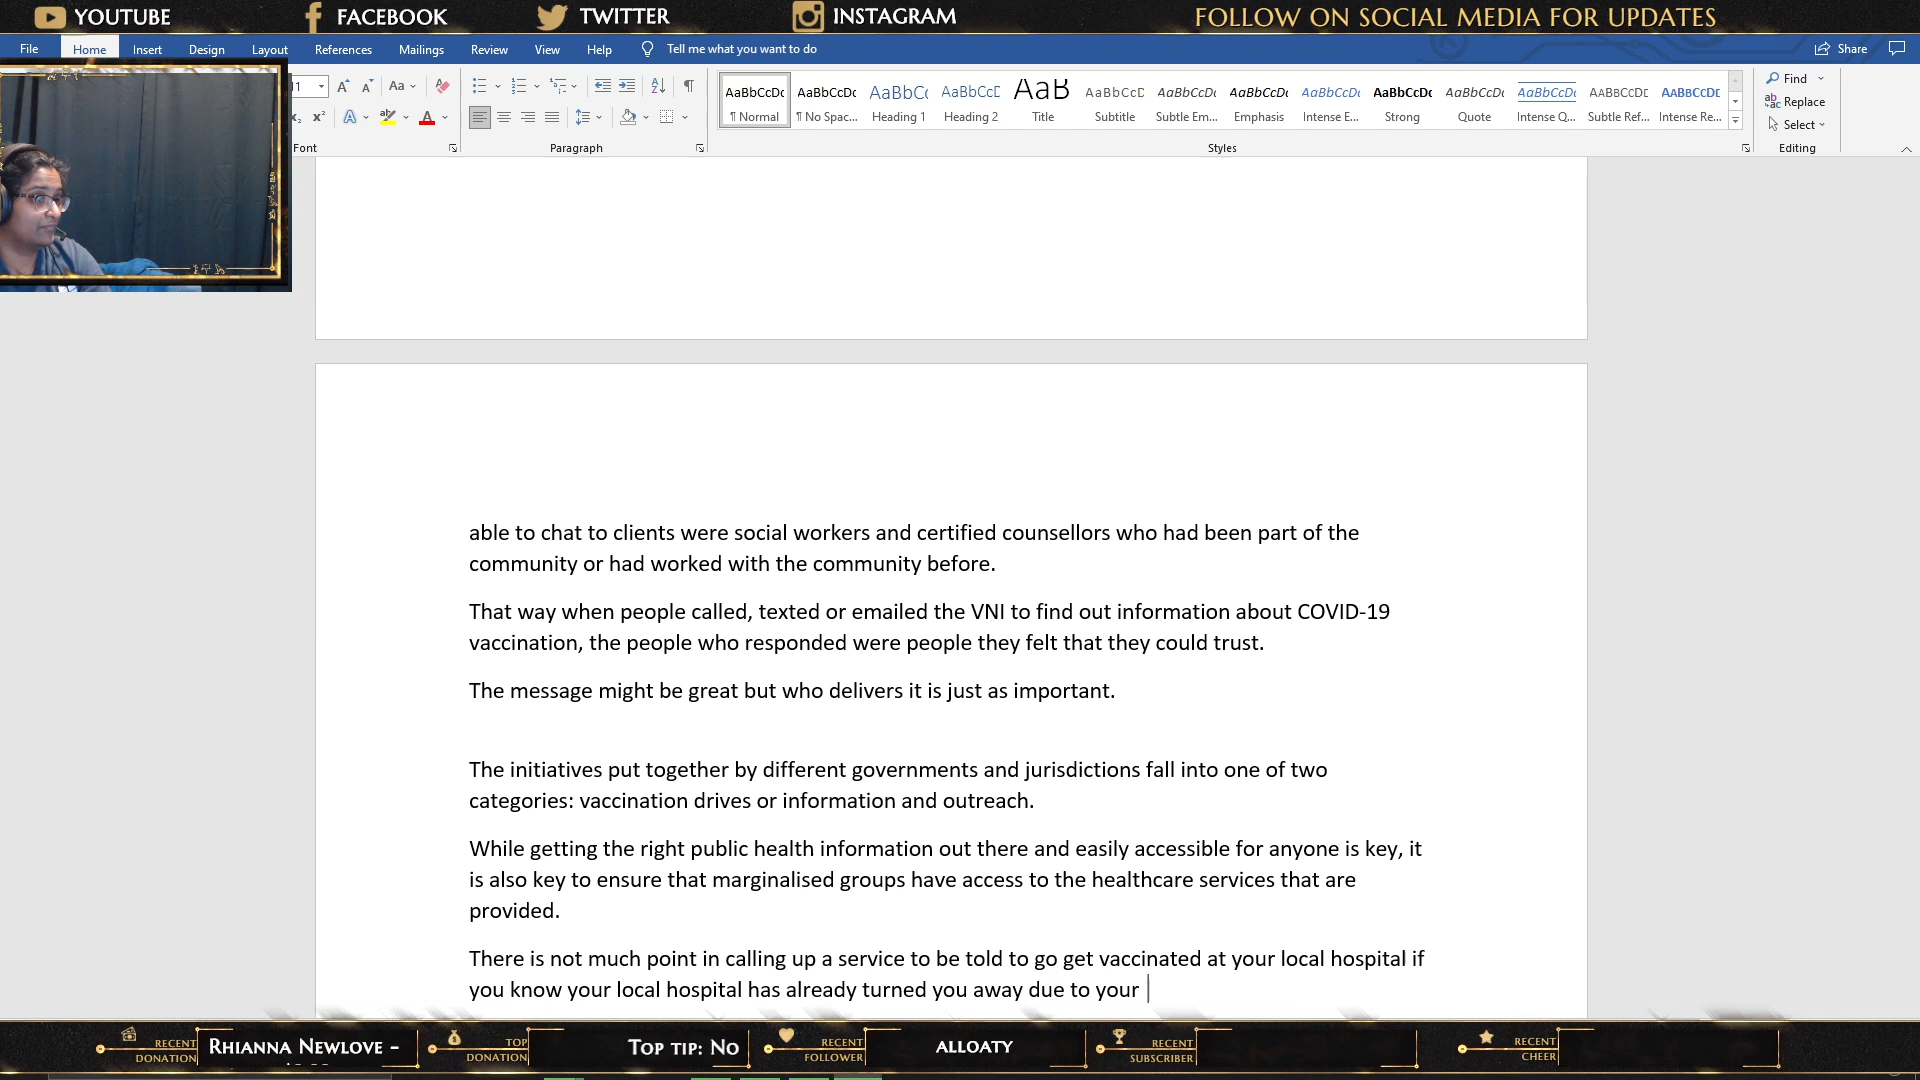 YOUTUBE FACEBOOK TWITTER INSTAGRAM FOLLOW ON SOCIAL MEDIA FOR UPDATES
File Home Insert Design Layout References Mailings Review View Help Tell me what you want to do Share
11 Aa Find
AaBbCcDc AaBbCcDc AaBbC AaBbCcD AaB AaBbCcD AaBbCcDc AaBbCcDc AaBbCcDc AaBbCcDc AaBbCcDc AaBbCcDc AABBCCDE AABBCCDE Replace
¶ Normal ¶ No Spac... Heading 1 Heading 2 Title Subtitle Subtle Em... Emphasis Intense E... Strong Quote Intense Q... Subtle Ref... Intense Re... Select
Font Paragraph Styles Editing
able to chat to clients were social workers and certified counsellors who had been part of the
community or had worked with the community before.
That way when people called, texted or emailed the VNI to find out information about COVID-19
vaccination, the people who responded were people they felt that they could trust.
The message might be great but who delivers it is just as important.
The initiatives put together by different governments and jurisdictions fall into one of two
categories: vaccination drives or information and outreach.
While getting the right public health information out there and easily accessible for anyone is key, it
is also key to ensure that marginalised groups have access to the healthcare services that are
provided.
There is not much point in calling up a service to be told to go get vaccinated at your local hospital if
you know your local hospital has already turned you away due to your
RECENT DONATION Rhianna Newlove -
TOP DONATION Top tip: No
RECENT FOLLOWER ALLOATY
RECENT SUBSCRIBER
RECENT CHEER